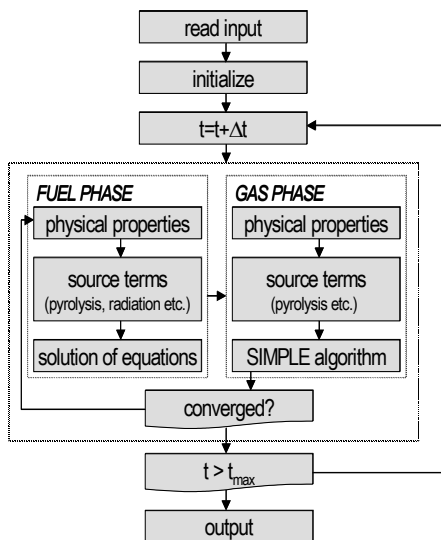 read input
initialize
t=t+Δt
FUEL PHASE
physical properties
source terms
(pyrolysis, radiation etc.)
solution of equations
GAS PHASE
physical properties
source terms
(pyrolysis etc.)
SIMPLE algorithm
converged?
t > tmax
output